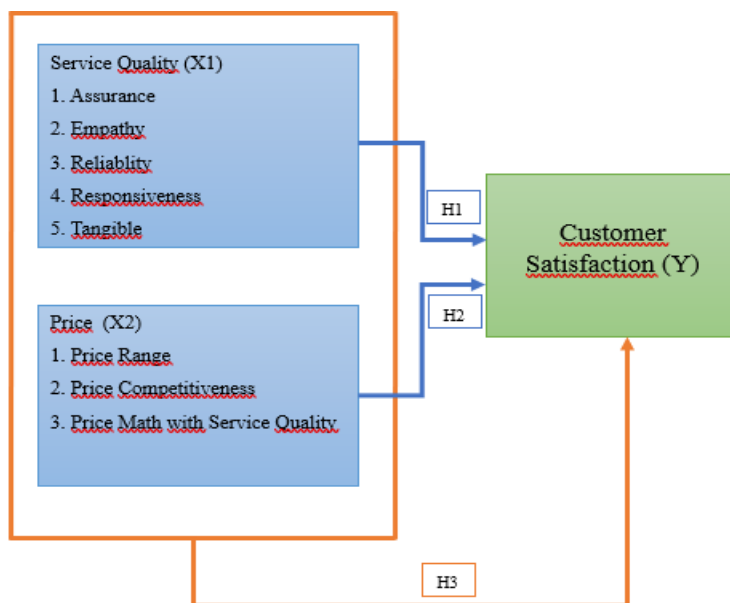 Service Quality (X1)
1. Assurance
2. Empathy
3. Reliablity
4. Responsiveness
5. Tangible
H1
Customer
Satisfaction (Y)
Price (X2)
1. Price Range
2. Price Competitiveness
3. Price Math with Service Quality
H2
H3